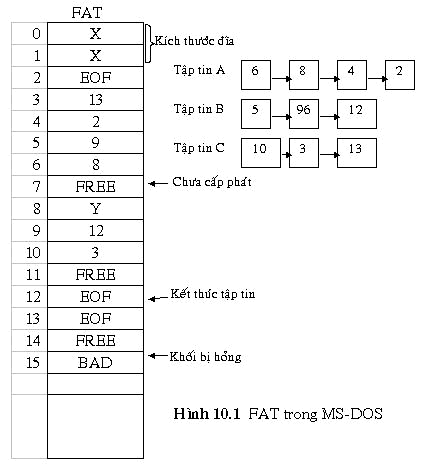 FAT
0 X
1 X
Kích thước đĩa
2 EOF
3 13
4 2
5 9
6 8
7 FREE
8 Y
9 12
10 3
11 FREE
12 EOF
13 EOF
14 FREE
15 BAD
Tập tin A 6 8 4 2
Tập tin B 5 96 12
Tập tin C 10 3 13
Chưa cấp phát
Kết thúc tập tin
Khối bị hỏng
Hình 10.1 FAT trong MS-DOS